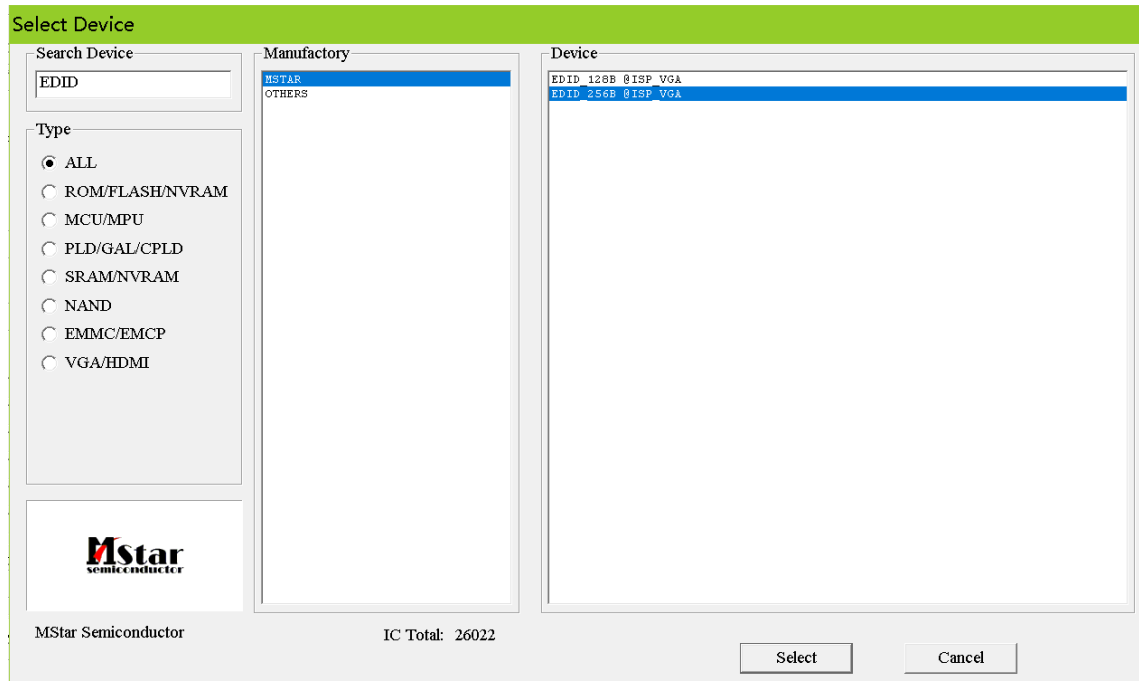 Select Device
Search Device
EDID
Type
ALL
ROM/FLASH/NVRAM
MCU/MPU
PLD/GAL/CPLD
SRAM/NVRAM
NAND
EMMC/EMCP
VGA/HDMI
MStar
semiconductor
MStar Semiconductor
Manufactory
MSTAR
OTHERS
IC Total: 26022
Device
EDID_128B @ISP_VGA
EDID_256B @ISP_VGA
Select
Cancel